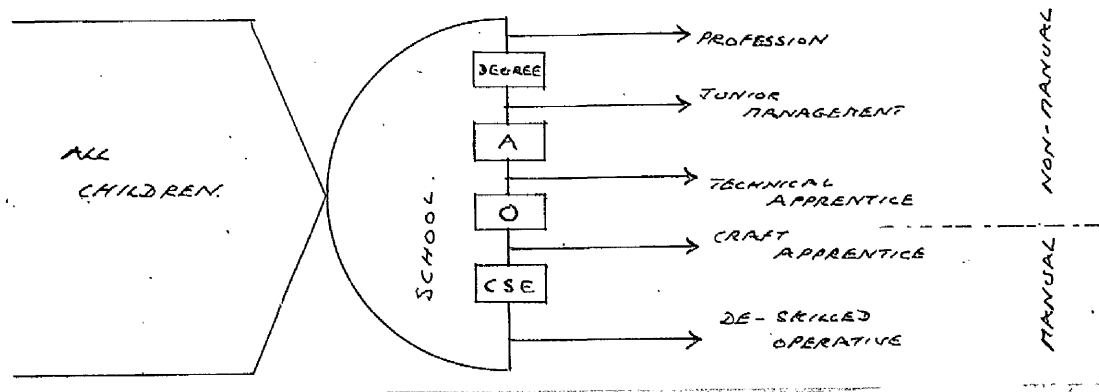 ALL
CHILDREN.
SCHOOL.
DEGREE
A
O
CSE
PROFESSION
JUNIOR
MANAGEMENT
TECHNICAL
APPRENTICE
CRAFT
APPRENTICE
DE-SKILLED
OPERATIVE
NON-MANUAL
MANUAL